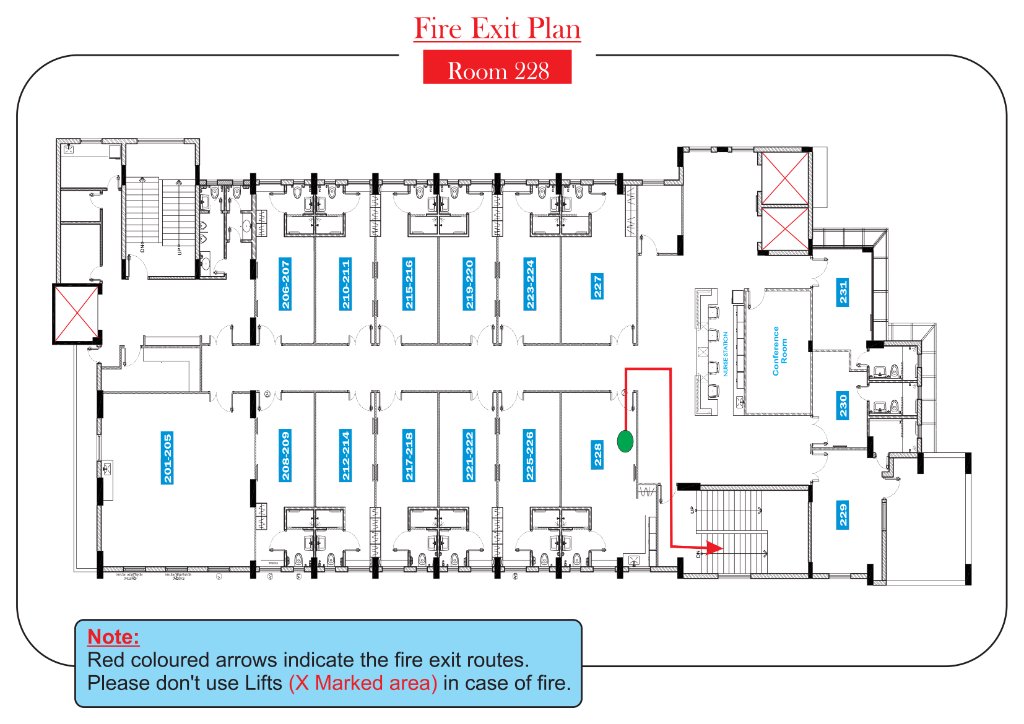 Fire Exit Plan
Room 228
206-207
210-211
215-216
219-220
223-224
227
231
NURSE STATION
Conference
Room
230
201-205
208-209
212-214
217-218
221-222
225-226
228
229
Note:
Red coloured arrows indicate the fire exit routes.
Please don't use Lifts (X Marked area) in case of fire.